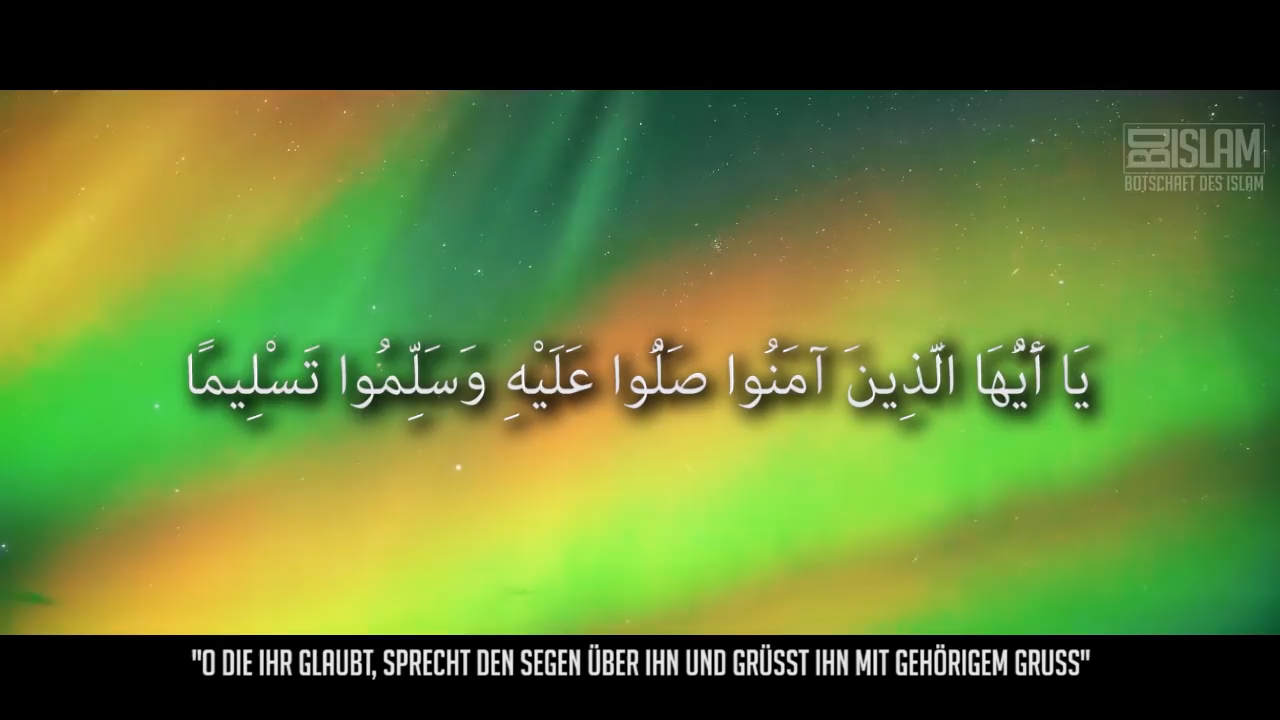 BDI ISLAM
BOTSCHAFT DES ISLAM
يَا أَيُّهَا الَّذِينَ آمَنُوا صَلُّوا عَلَيْهِ وَسَلِّمُوا تَسْلِيمًا
"O DIE IHR GLAUBT, SPRECHT DEN SEGEN ÜBER IHN UND GRÜSST IHN MIT GEHÖRIGEM GRUSS"